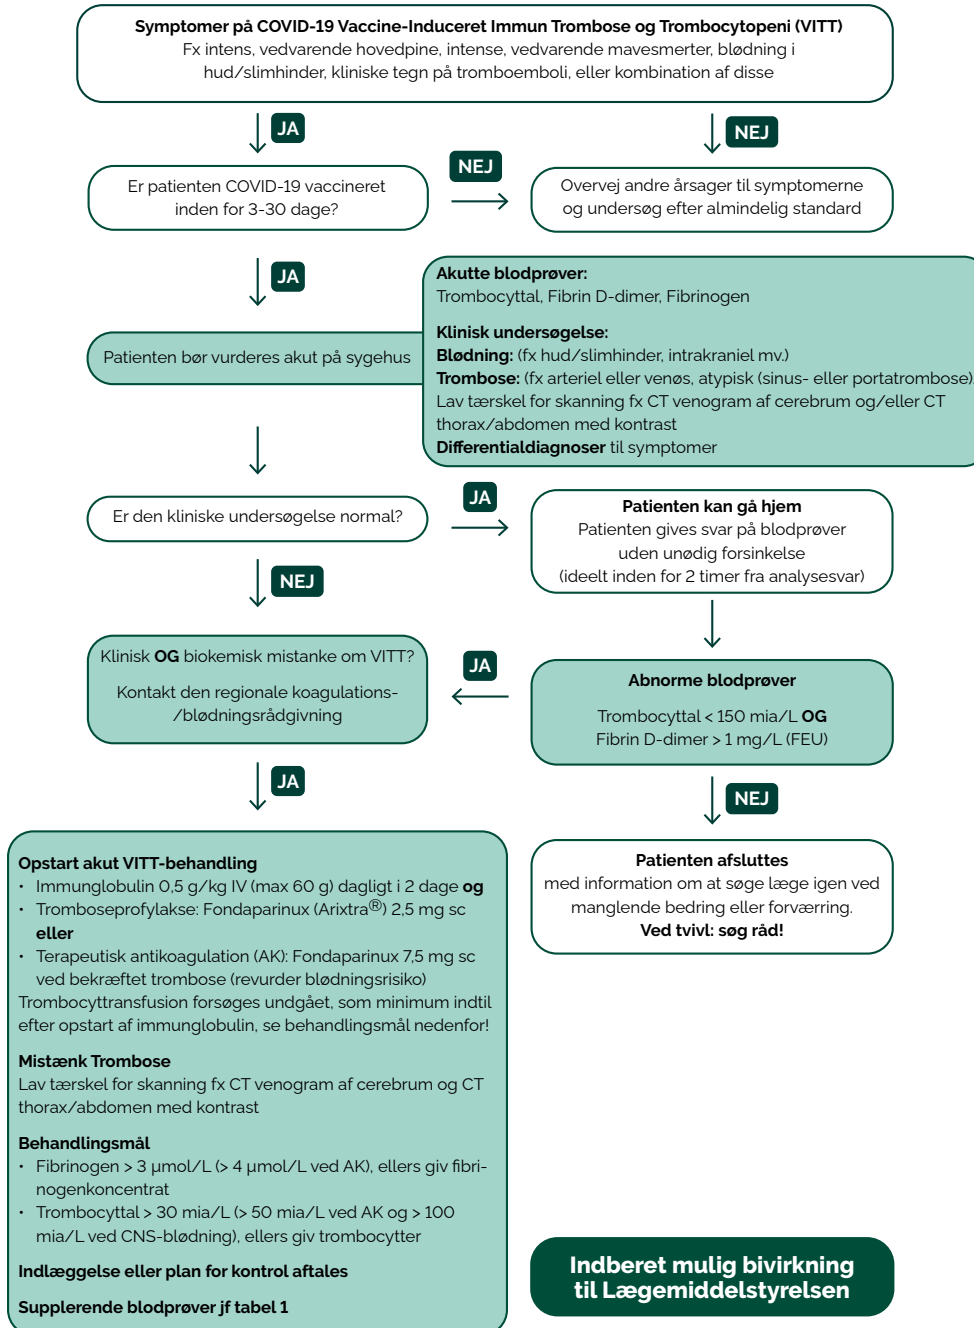 Symptomer på COVID-19 Vaccine-Induceret Immun Trombose og Trombocytopeni (VITT)
Fx intens, vedvarende hovedpine, intense, vedvarende mavesmerter, blødning i
hud/slimhinder, kliniske tegn på tromboemboli, eller kombination af disse
JA
NEJ
Er patienten COVID-19 vaccineret
inden for 3-30 dage?
NEJ
Overvej andre årsager til symptomerne
og undersøg efter almindelig standard
JA
Patienten bør vurderes akut på sygehus
Akutte blodprøver:
Trombocyttal, Fibrin D-dimer, Fibrinogen
Klinisk undersøgelse:
Blødning: (fx hud/slimhinder, intrakraniel mv.)
Trombose: (fx arteriel eller venøs, atypisk (sinus- eller portatrombose).
Lav tærskel for skanning fx CT venogram af cerebrum og/eller CT
thorax/abdomen med kontrast
Differentialdiagnoser til symptomer
Er den kliniske undersøgelse normal?
JA
Patienten kan gå hjem
Patienten gives svar på blodprøver
uden unødig forsinkelse
(ideelt inden for 2 timer fra analysesvar)
NEJ
Klinisk OG biokemisk mistanke om VITT?
Kontakt den regionale koagulations-
/blødningsrådgivning
JA
Abnorme blodprøver
Trombocyttal < 150 mia/L OG
Fibrin D-dimer > 1 mg/L (FEU)
JA
NEJ
Patienten afsluttes
med information om at søge læge igen ved
manglende bedring eller forværring.
Ved tvivl: søg råd!
Opstart akut VITT-behandling
• Immunglobulin 0,5 g/kg IV (max 60 g) dagligt i 2 dage og
• Tromboseprofylakse: Fondaparinux (Arixtra®) 2,5 mg sc
eller
• Terapeutisk antikoagulation (AK): Fondaparinux 7,5 mg sc
ved bekræftet trombose (revurder blødningsrisiko)
Trombocyttransfusion forsøges undgået, som minimum indtil
efter opstart af immunglobulin, se behandlingsmål nedenfor!
Mistænk Trombose
Lav tærskel for skanning fx CT venogram af cerebrum og CT
thorax/abdomen med kontrast
Behandlingsmål
• Fibrinogen > 3 µmol/L (> 4 µmol/L ved AK), ellers giv fibri-
nogenkoncentrat
• Trombocyttal > 30 mia/L (> 50 mia/L ved AK og > 100
mia/L ved CNS-blødning), ellers giv trombocytter
Indlæggelse eller plan for kontrol aftales
Supplerende blodprøver jf tabel 1
Indberet mulig bivirkning
til Lægemiddelstyrelsen